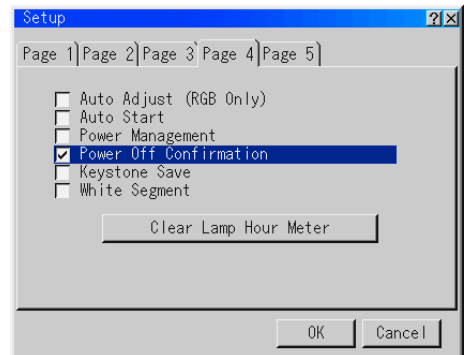 Setup
Page 1 Page 2 Page 3 Page 4 Page 5
Auto Adjust (RGB Only)
Auto Start
Power Management
Power Off Confirmation
Keystone Save
White Segment
Clear Lamp Hour Meter
OK Cancel